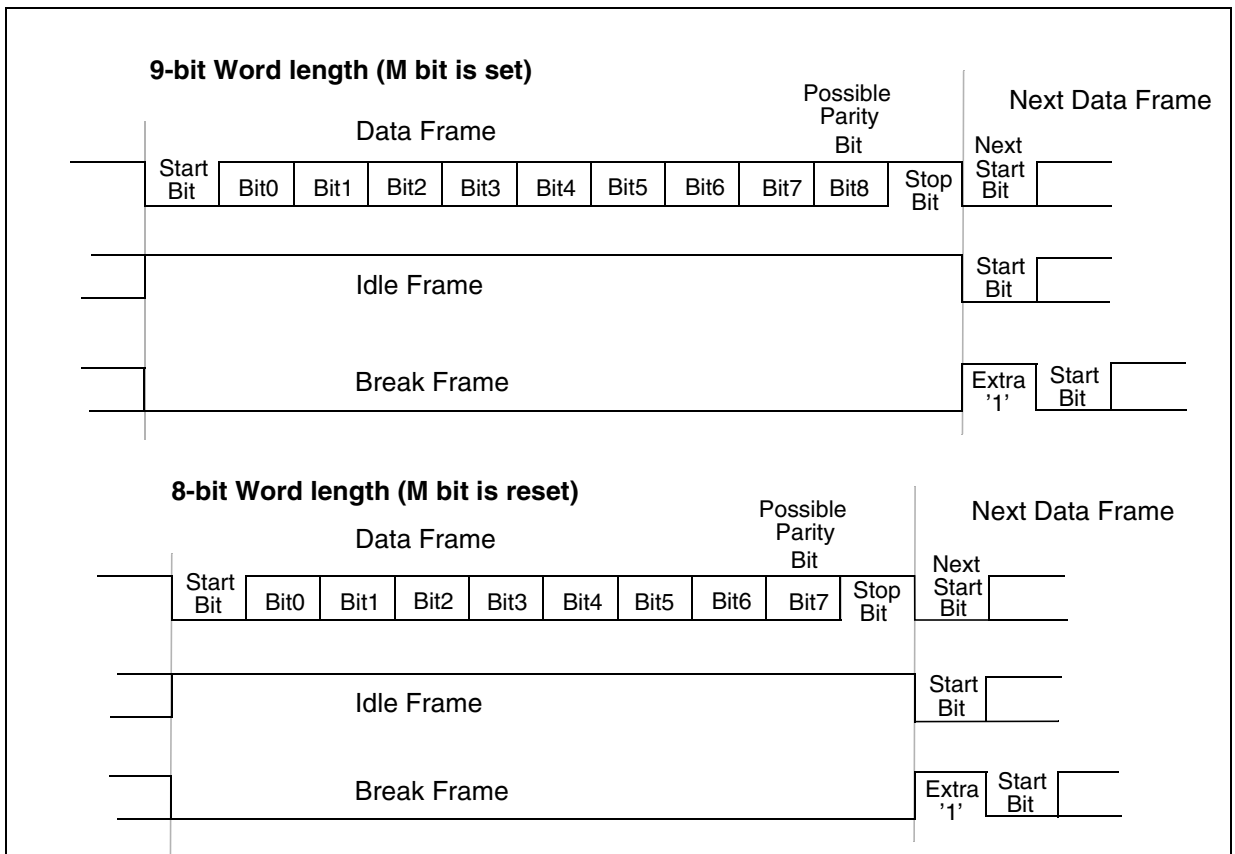 9-bit Word length (M bit is set)
Possible
Parity
Bit
Next Data Frame
Data Frame
Start
Bit
Bit0 Bit1 Bit2 Bit3 Bit4 Bit5 Bit6 Bit7 Bit8
Stop
Bit
Next
Start
Bit
Idle Frame
Start
Bit
Break Frame
Extra
'1'
Start
Bit
8-bit Word length (M bit is reset)
Possible
Parity
Bit
Next Data Frame
Data Frame
Start
Bit
Bit0 Bit1 Bit2 Bit3 Bit4 Bit5 Bit6 Bit7
Stop
Bit
Next
Start
Bit
Idle Frame
Start
Bit
Break Frame
Extra
'1'
Start
Bit